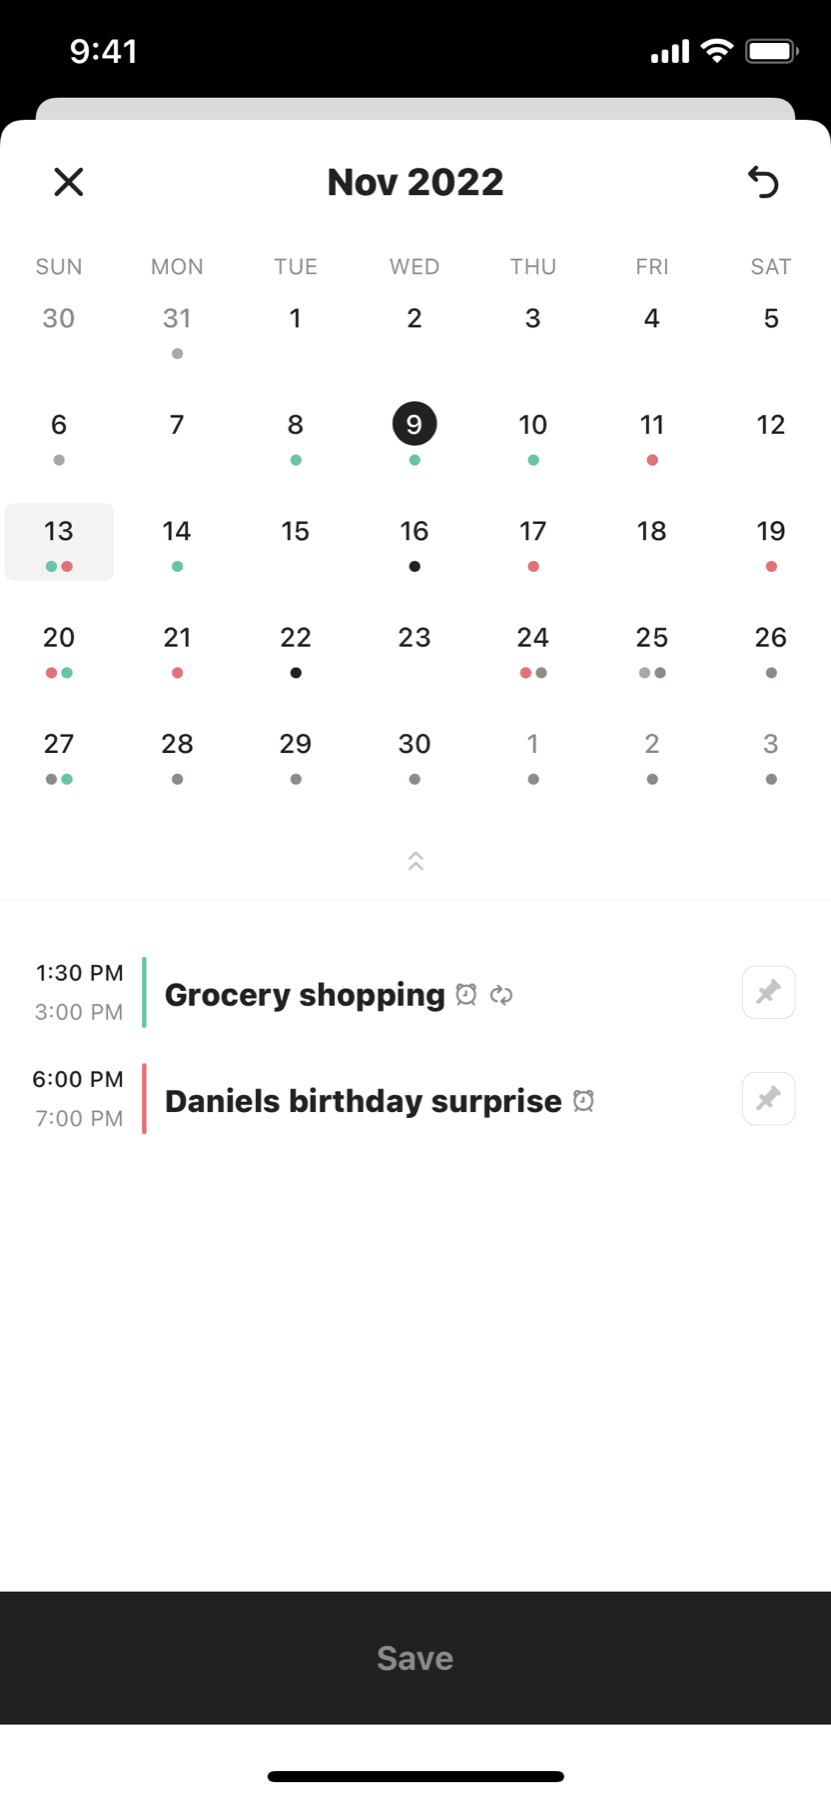 9:41
Nov 2022
SUN MON TUE WED THU FRI SAT
30 31 1 2 3 4 5
6 7 8 9 10 11 12
13 14 15 16 17 18 19
20 21 22 23 24 25 26
27 28 29 30 1 2 3
1:30 PM
3:00 PM
Grocery shopping
6:00 PM
7:00 PM
Daniels birthday surprise
Save